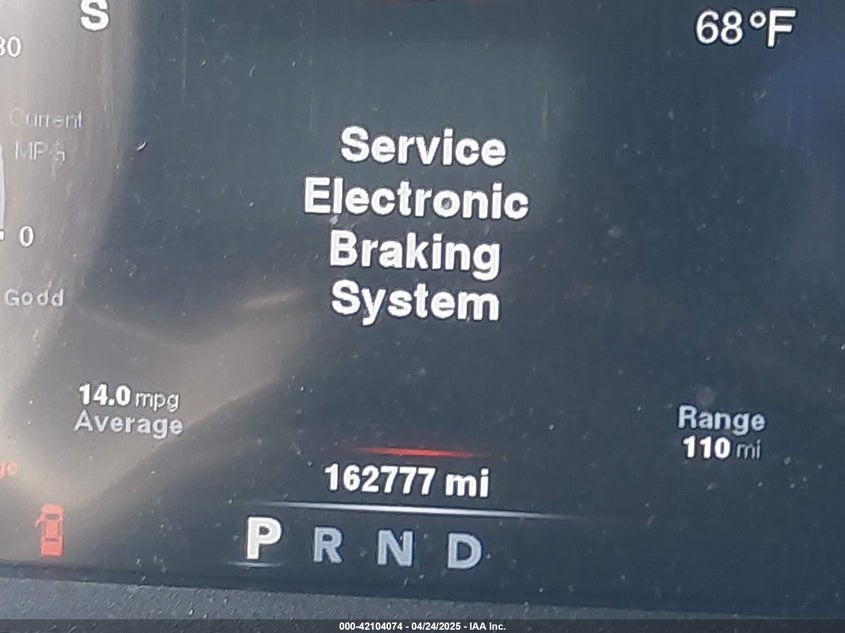 S
68°F
80
Current
MPG
Service
Electronic
Braking
System
0
Godd
14.0 mpg
Average
Range
110 mi
162777 mi
P R N D
000-42104074 - 04/24/2025 - IAA Inc.